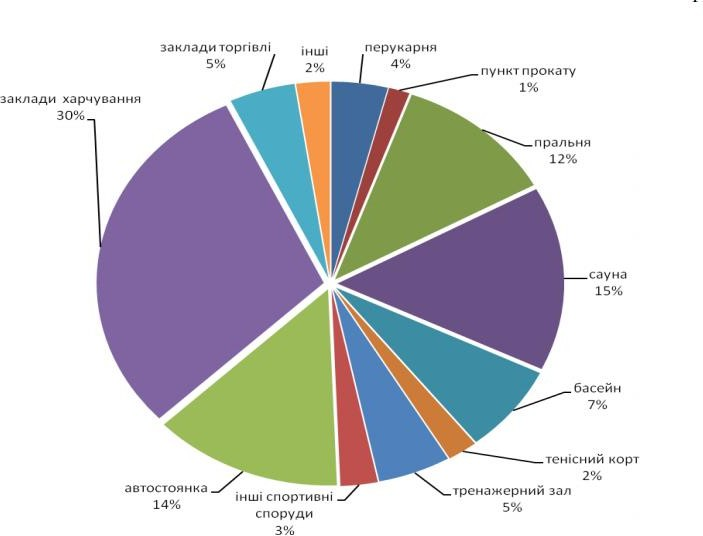 заклади торгівлі
5%
інші
2%
перукарня
4%
пункт прокату
1%
пральня
12%
сауна
15%
басейн
7%
тенісний корт
2%
тренажерний зал
5%
інші спортивні
споруди
3%
автостоянка
14%
заклади харчування
30%